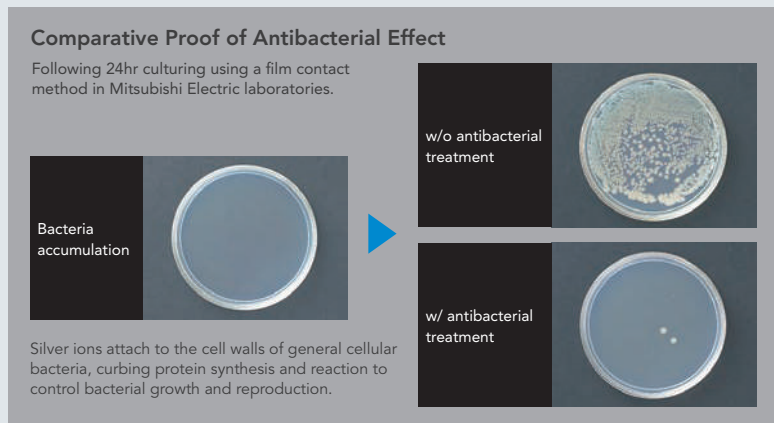 Comparative Proof of Antibacterial Effect
Following 24hr culturing using a film contact
method in Mitsubishi Electric laboratories.
Bacteria
accumulation
w/o antibacterial
treatment
w/ antibacterial
treatment
Silver ions attach to the cell walls of general cellular
bacteria, curbing protein synthesis and reaction to
control bacterial growth and reproduction.